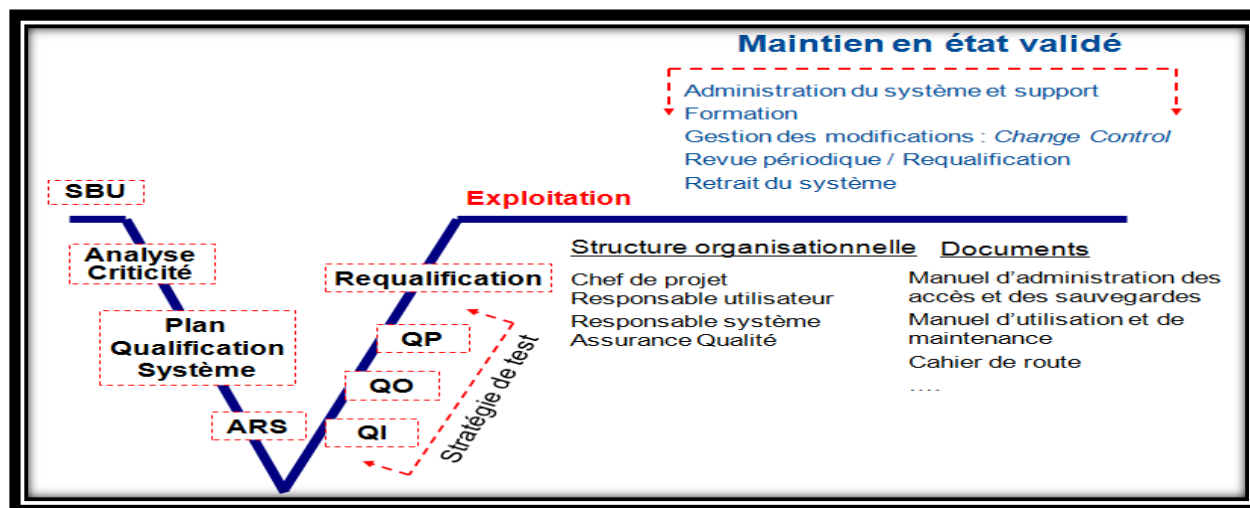 Maintien en état validé
Administration du système et support
Formation
Gestion des modifications : Change Control
Revue périodique / Requalification
Retrait du système
SBU
Exploitation
Analyse
Criticité
Requalification
Plan
Qualification
Système
QP
QO
ARS
QI
Stratégie de test
Structure organisationnelle
Chef de projet
Responsable utilisateur
Responsable système
Assurance Qualité
Documents
Manuel d'administration des
accès et des sauvegardes
Manuel d'utilisation et de
maintenance
Cahier de route
....